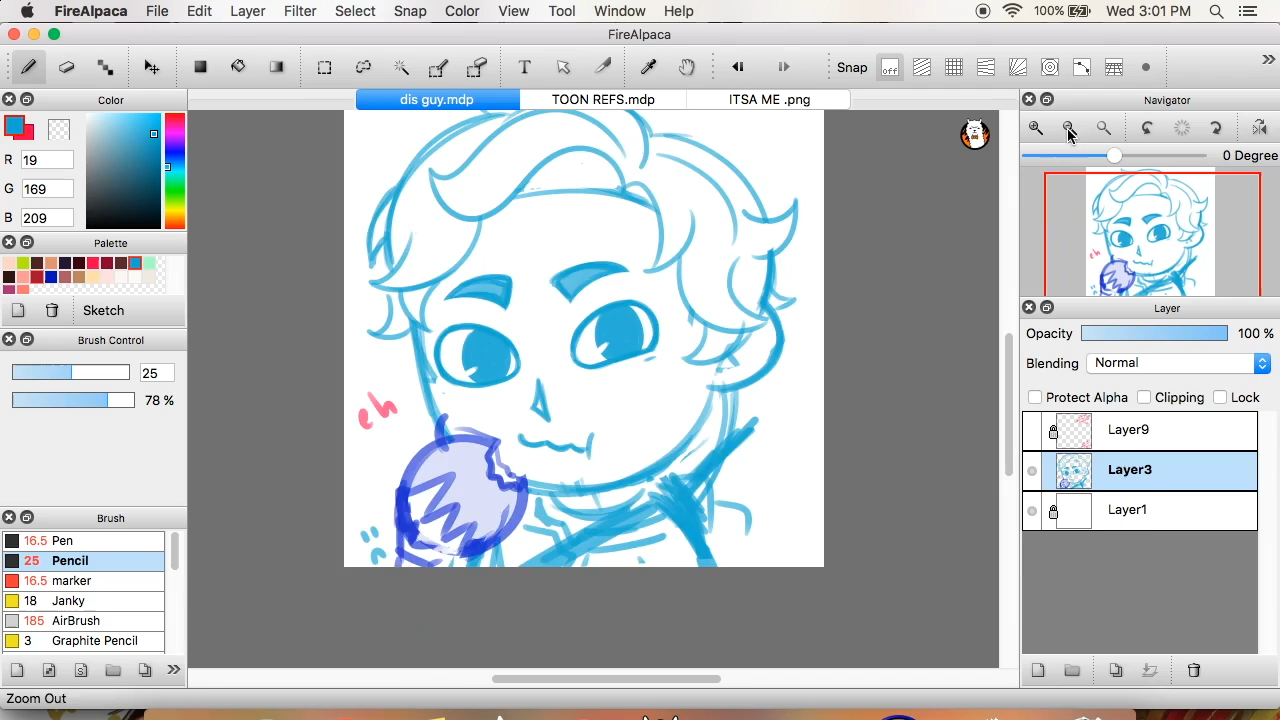 FireAlpaca File Edit Layer Filter Select Snap Color View Tool Window Help 100% Wed 3:01 PM
FireAlpaca
T Snap off
Color dis guy.mdp TOON REFS.mdp ITSA ME .png Navigator
R 19
G 169
B 209
0 Degree
Palette
Sketch
Brush Control
25
78 %
eh
Layer
Opacity 100 %
Blending Normal
Protect Alpha Clipping Lock
Layer9
Layer3
Layer1
Brush
16.5 Pen
25 Pencil
16.5 marker
18 Janky
185 AirBrush
3 Graphite Pencil
Zoom Out